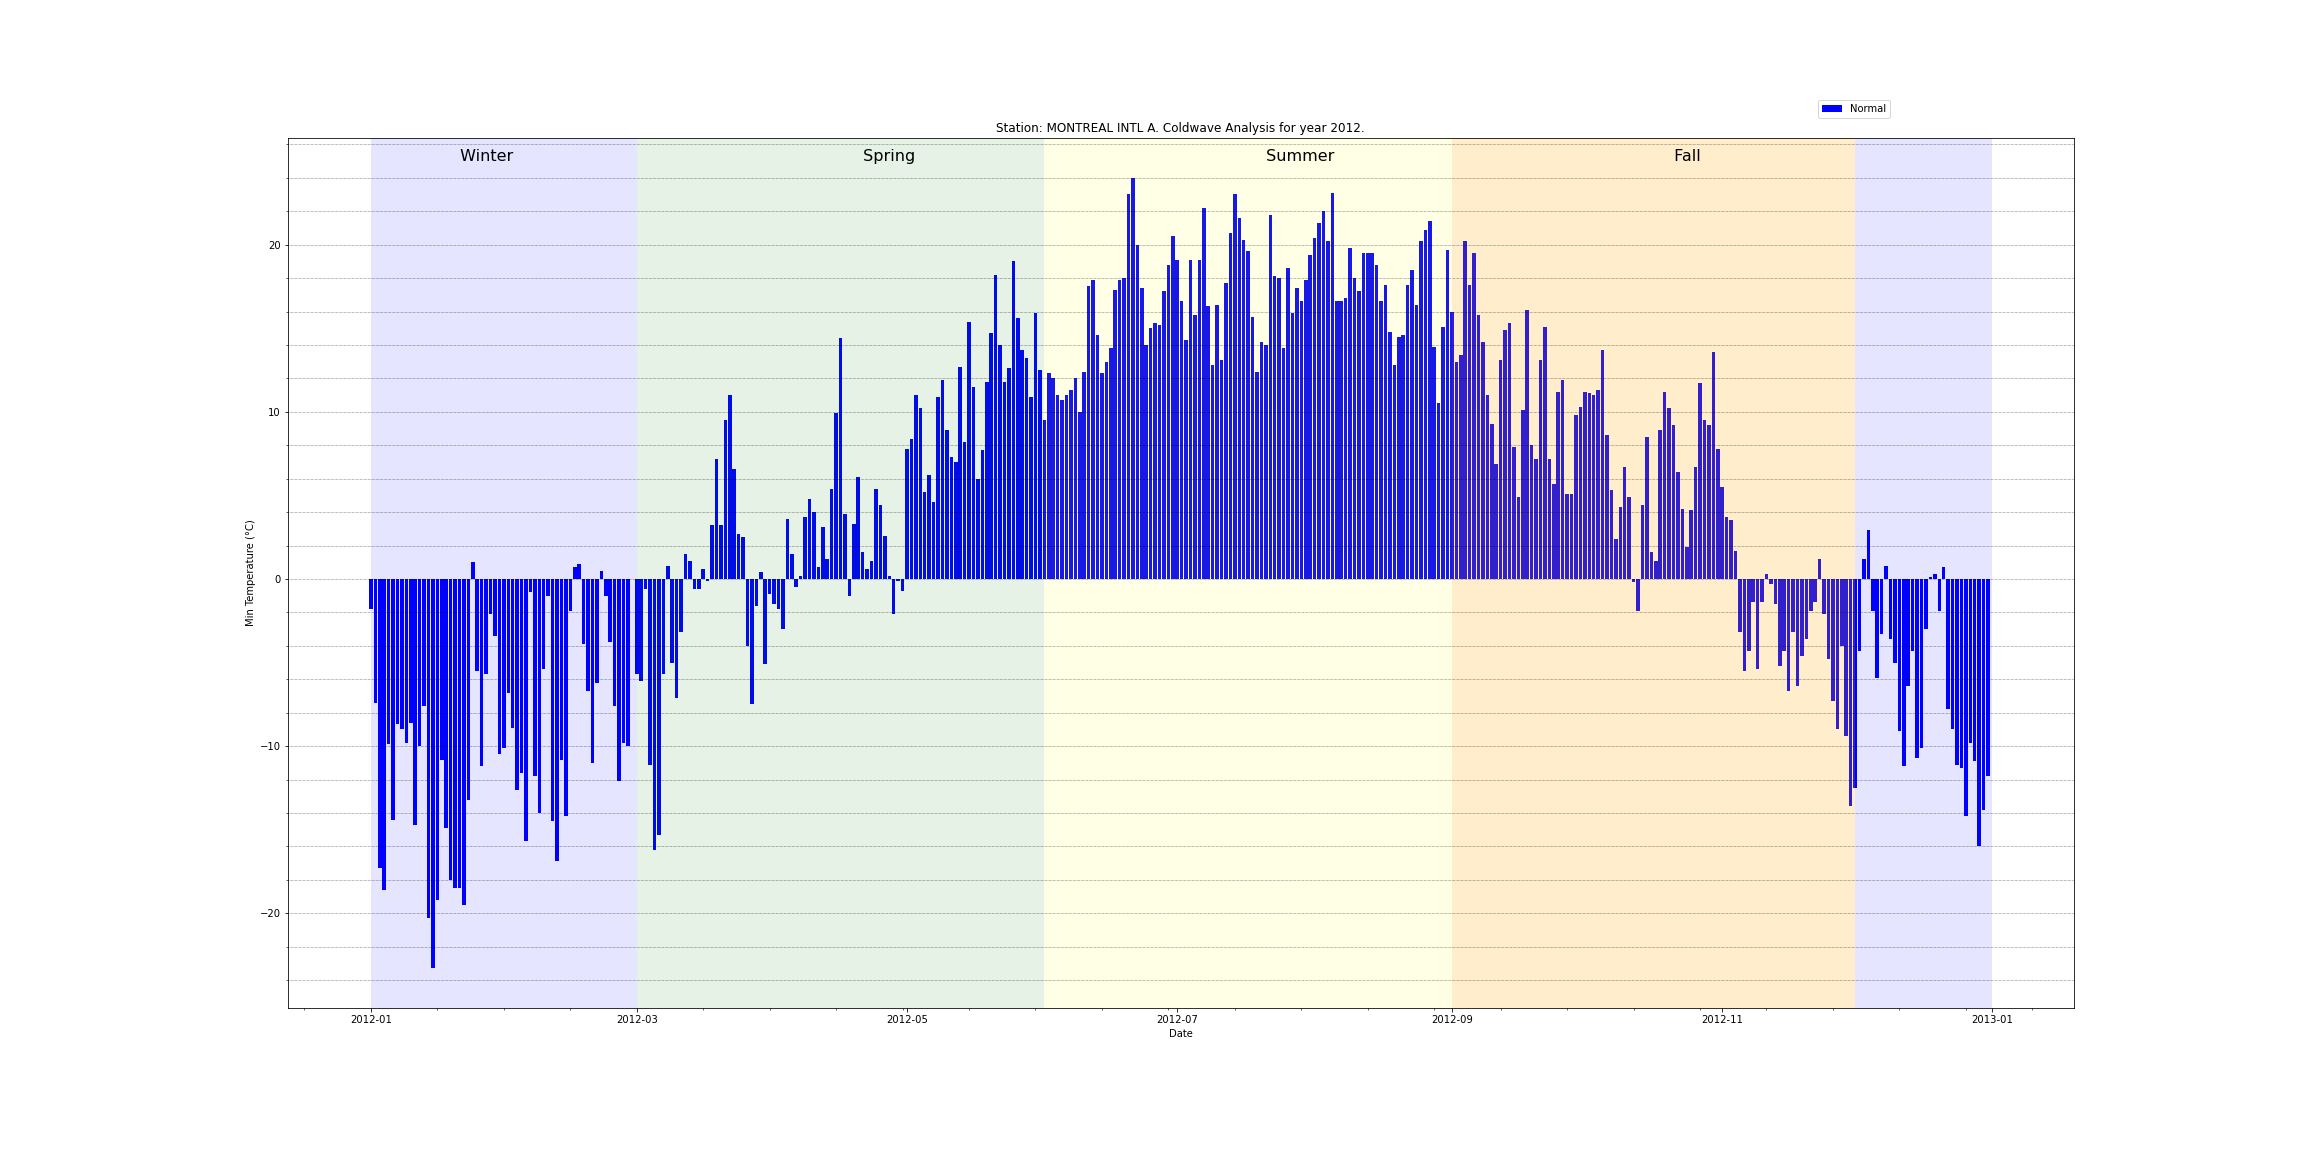 Normal
Station: MONTREAL INTL A. Coldwave Analysis for year 2012.
Winter Spring Summer Fall
20
10
0
−10
−20
Min Temperature (°C)
2012-01 2012-03 2012-05 2012-07 2012-09 2012-11 2013-01
Date